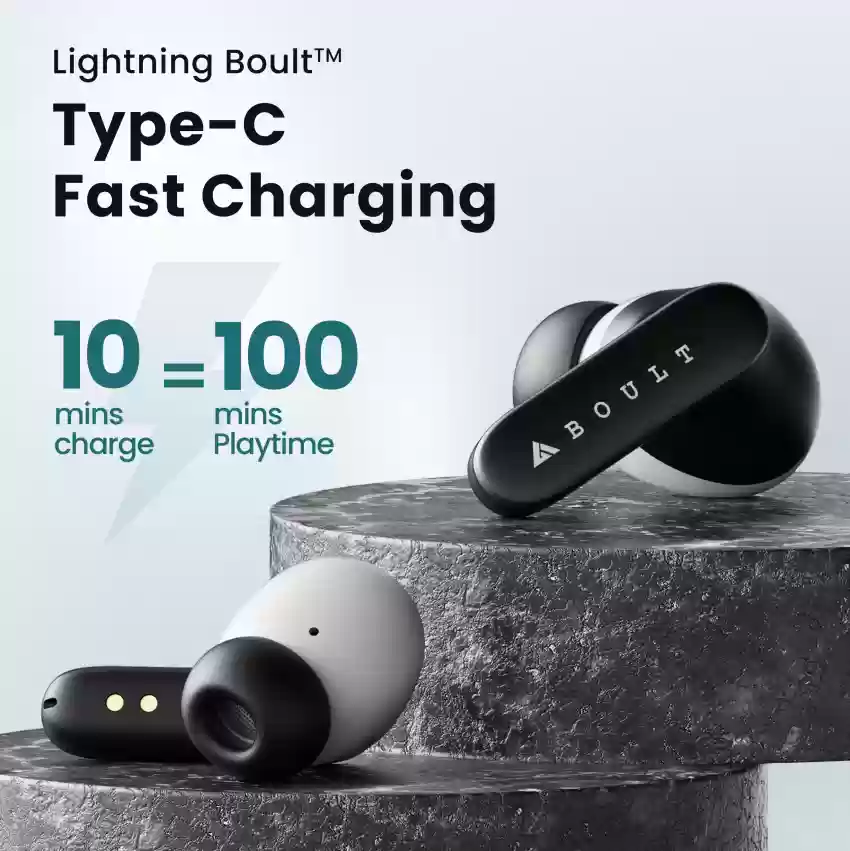 Lightning Boult™
Type-C
Fast Charging
10 = 100
mins mins
charge Playtime
BOULT